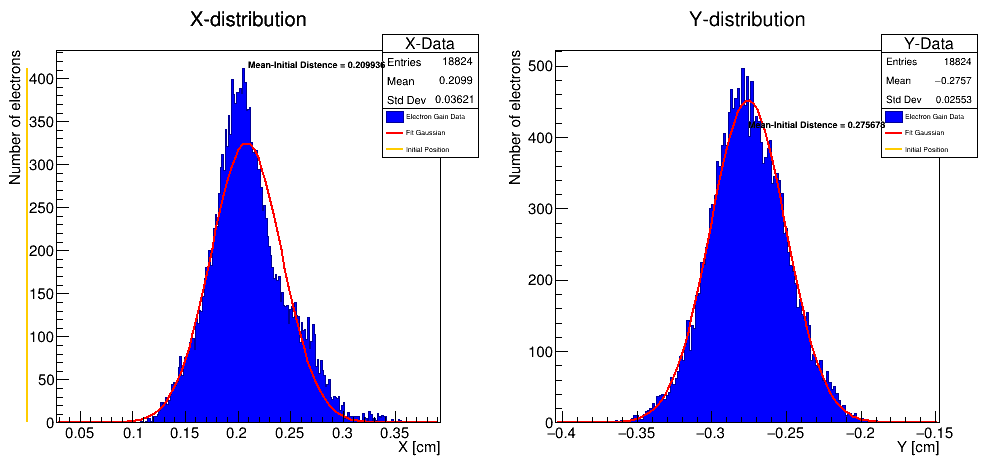 X-distribution
Number of electrons
Mean-Initial Distence = 0.209936
X-Data
Entries 18824
Mean 0.2099
Std Dev 0.03621
Electron Gain Data
Fit Gaussian
Initial Position
400
350
300
250
200
150
100
50
0
0.05 0.1 0.15 0.2 0.25 0.3 0.35
X [cm]
Y-distribution
Number of electrons
Mean-Initial Distence = 0.275678
Y-Data
Entries 18824
Mean −0.2757
Std Dev 0.02553
Electron Gain Data
Fit Gaussian
Initial Position
500
400
300
200
100
0
−0.4 −0.35 −0.3 −0.25 −0.2 −0.15
Y [cm]